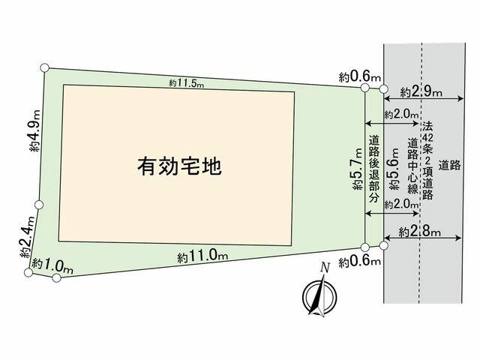 約0.6m
約11.5m
約2.9m
約2.0m
約4.9m
有効宅地
約5.7m
道路後退部分
約5.6m
道路中心線
法42条2項道路
道路
約2.0m
約2.4m
約1.0m
約11.0m
約2.8m
約0.6m
N